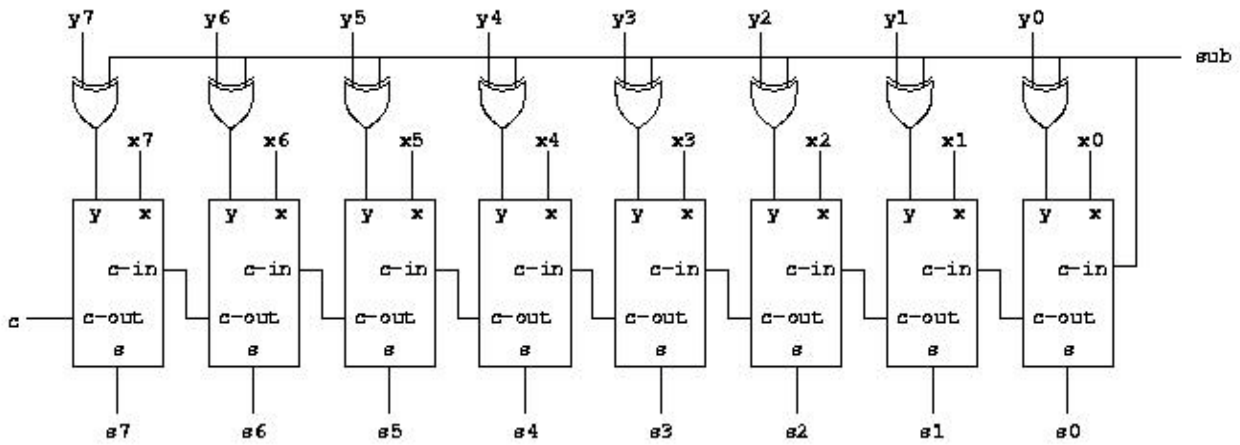 y7 y6 y5 y4 y3 y2 y1 y0
sub
x7 x6 x5 x4 x3 x2 x1 x0
y x y x y x y x y x y x y x y x
c-in c-in c-in c-in c-in c-in c-in c-in
c c-out c-out c-out c-out c-out c-out c-out c-out
s s s s s s s s
s7 s6 s5 s4 s3 s2 s1 s0